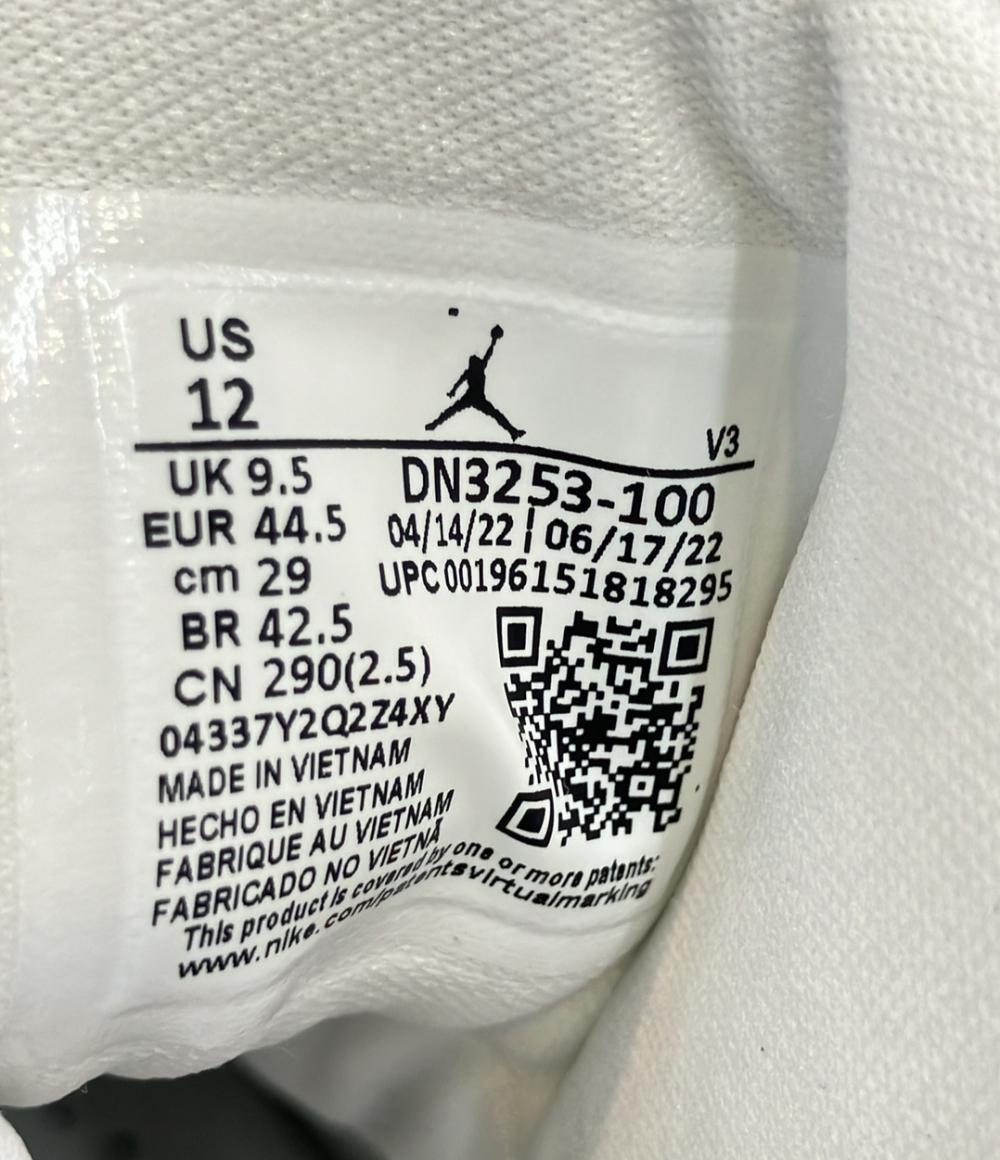 US
12
V3
UK 9.5
EUR 44.5
cm 29
BR 42.5
CN 290(2.5)
DN3253-100
04/14/22 | 06/17/22
UPC00196151818295
04337Y2Q2Z4XY
MADE IN VIETNAM
HECHO EN VIETNAM
FABRIQUE AU VIETNAM
FABRICADO NO VIETNÃ
This product is covered by one or more patents:
www.nike.com/patentsvirtualmarking